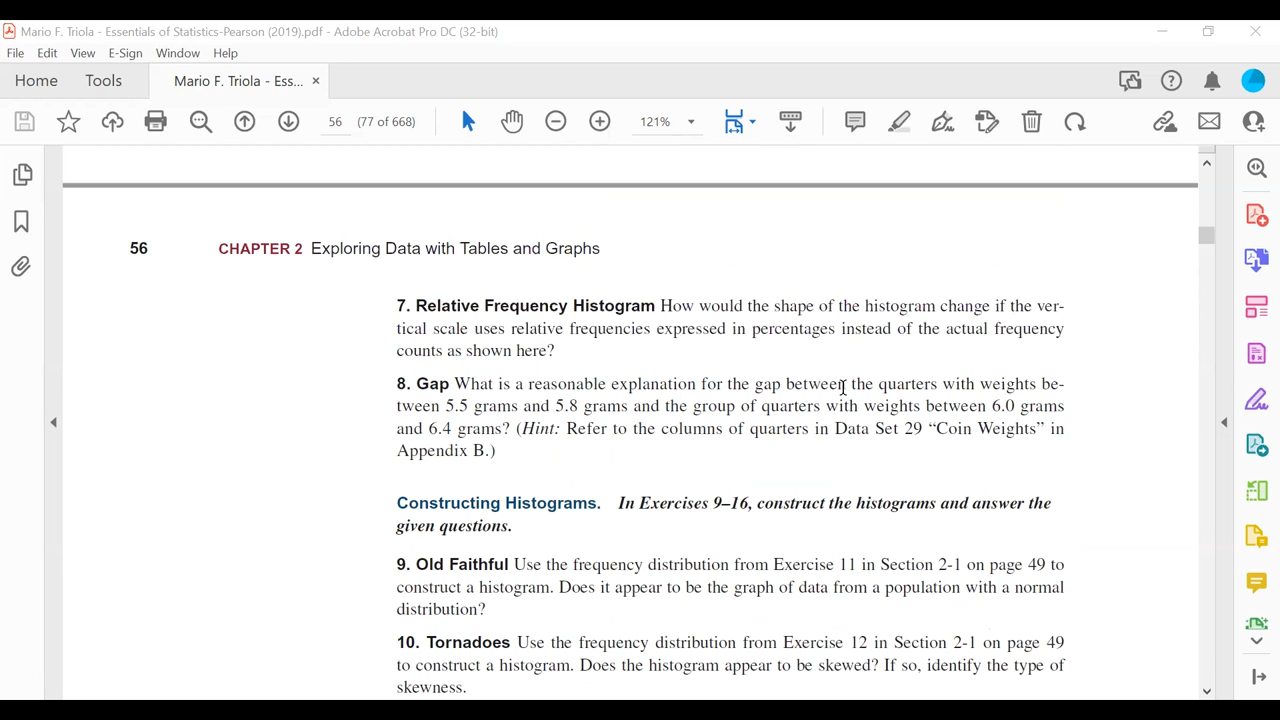 Mario F. Triola - Essentials of Statistics-Pearson (2019).pdf - Adobe Acrobat Pro DC (32-bit)
File Edit View E-Sign Window Help
Home Tools Mario F. Triola - Ess... ×
56 (77 of 668) 121%
56 CHAPTER 2 Exploring Data with Tables and Graphs
7. Relative Frequency Histogram How would the shape of the histogram change if the ver-
tical scale uses relative frequencies expressed in percentages instead of the actual frequency
counts as shown here?
8. Gap What is a reasonable explanation for the gap between the quarters with weights be-
tween 5.5 grams and 5.8 grams and the group of quarters with weights between 6.0 grams
and 6.4 grams? (Hint: Refer to the columns of quarters in Data Set 29 “Coin Weights” in
Appendix B.)
Constructing Histograms. In Exercises 9–16, construct the histograms and answer the
given questions.
9. Old Faithful Use the frequency distribution from Exercise 11 in Section 2-1 on page 49 to
construct a histogram. Does it appear to be the graph of data from a population with a normal
distribution?
10. Tornadoes Use the frequency distribution from Exercise 12 in Section 2-1 on page 49
to construct a histogram. Does the histogram appear to be skewed? If so, identify the type of
skewness.